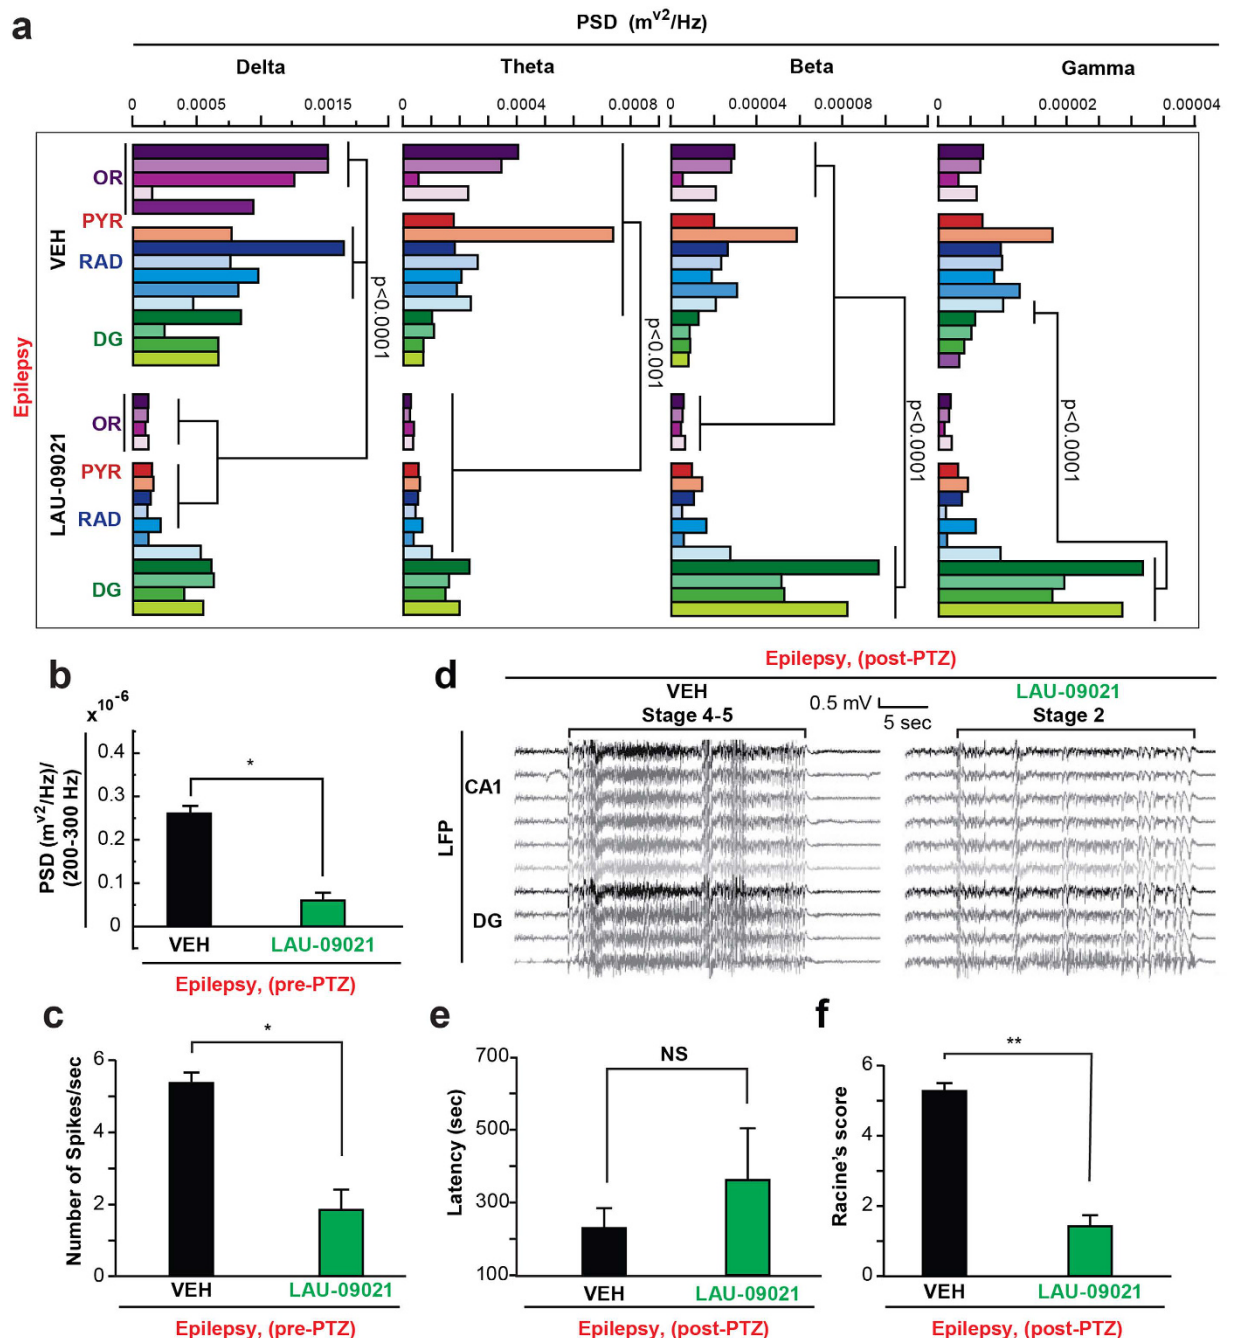 a
PSD (m^v2/Hz)
Delta Theta Beta Gamma
0 0.0005 0.0015 0 0.0004 0.00008 0 0.00004 0.00008 0 0.00002 0.00004
Epilepsy
VEH
OR
PYR
RAD
DG
LAU-09021
OR
PYR
RAD
DG
p<0.0001
p<0.001
p<0.0001
p<0.0001
b
x10^-6
PSD (m^v2/Hz)/
(200-300 Hz)
0.4
0.3
0.2
0.1
0
*
VEH LAU-09021
Epilepsy, (pre-PTZ)
d
Epilepsy, (post-PTZ)
VEH
Stage 4-5
0.5 mV
5 sec
LAU-09021
Stage 2
LFP
CA1
DG
c
Number of Spikes/sec
6
4
2
0
*
VEH LAU-09021
Epilepsy, (pre-PTZ)
e
Latency (sec)
700
500
300
100
NS
VEH LAU-09021
Epilepsy, (post-PTZ)
f
Racine's score
6
4
2
0
**
VEH LAU-09021
Epilepsy, (post-PTZ)